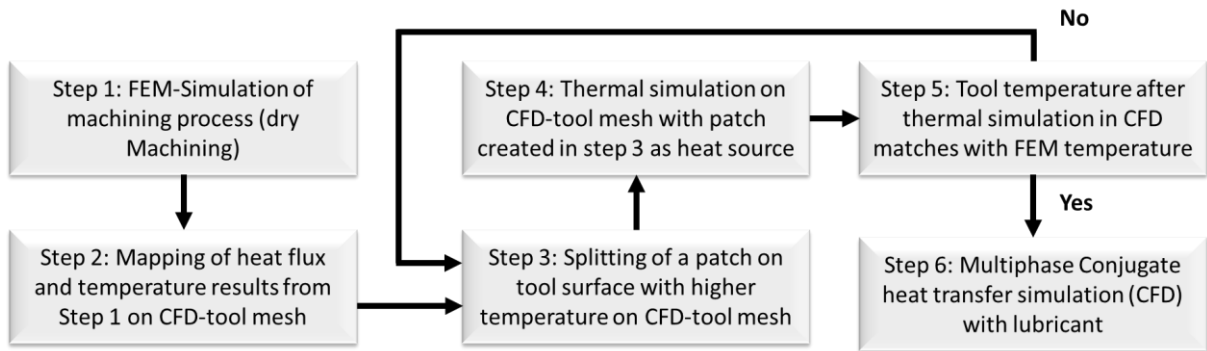 Step 1: FEM-Simulation of
machining process (dry
Machining)
Step 2: Mapping of heat flux
and temperature results from
Step 1 on CFD-tool mesh
Step 3: Splitting of a patch on
tool surface with higher
temperature on CFD-tool mesh
Step 4: Thermal simulation on
CFD-tool mesh with patch
created in step 3 as heat source
Step 5: Tool temperature after
thermal simulation in CFD
matches with FEM temperature
No
Yes
Step 6: Multiphase Conjugate
heat transfer simulation (CFD)
with lubricant